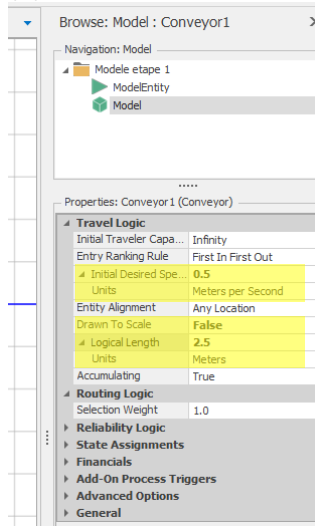 Browse: Model : Conveyor1
Navigation: Model
Modele etape 1
ModelEntity
Model
Properties: Conveyor1 (Conveyor)
Travel Logic
Initial Traveler Capa... Infinity
Entry Ranking Rule First In First Out
Initial Desired Spe... 0.5
Units Meters per Second
Entity Alignment Any Location
Drawn To Scale False
Logical Length 2.5
Units Meters
Accumulating True
Routing Logic
Selection Weight 1.0
Reliability Logic
State Assignments
Financials
Add-On Process Triggers
Advanced Options
General